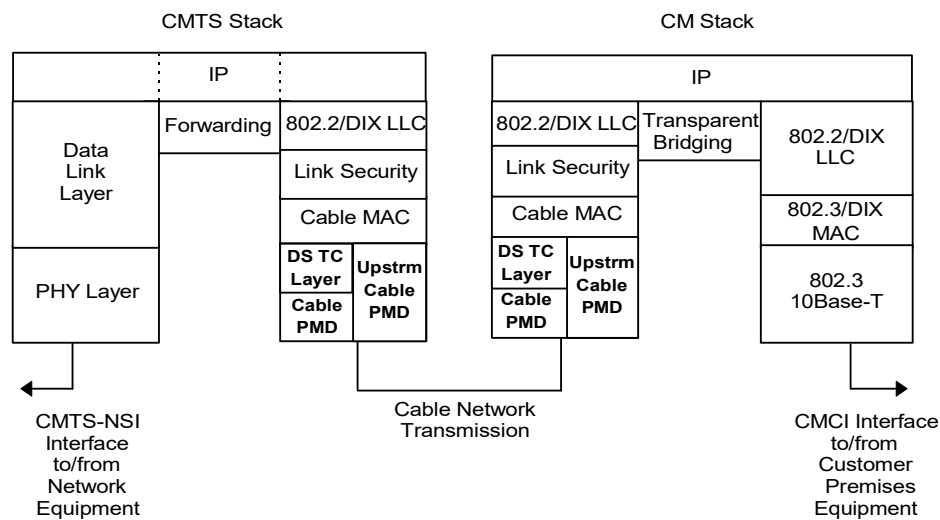 CMTS Stack
CM Stack
IP
IP
Data
Link
Layer
Forwarding
802.2/DIX LLC
Link Security
Cable MAC
DS TC
Layer
Cable
PMD
Upstrm
Cable
PMD
PHY Layer
802.2/DIX LLC
Link Security
Cable MAC
DS TC
Layer
Cable
PMD
Upstrm
Cable
PMD
Transparent
Bridging
802.2/DIX
LLC
802.3/DIX
MAC
802.3
10Base-T
CMTS-NSI
Interface
to/from
Network
Equipment
Cable Network
Transmission
CMCI Interface
to/from
Customer
Premises
Equipment